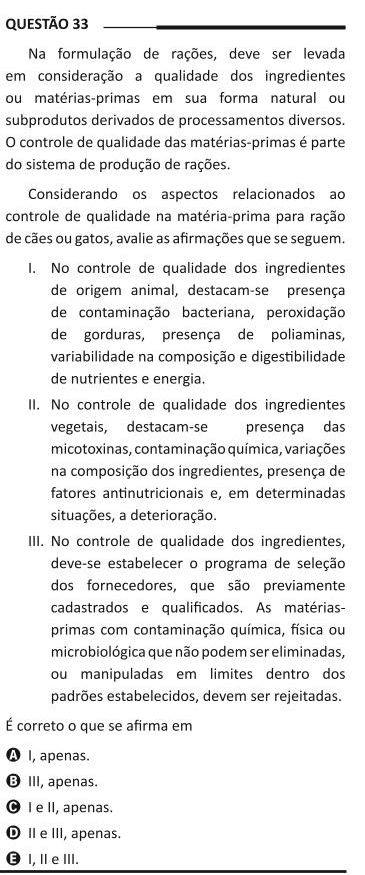 QUESTÃO 33
Na formulação de rações, deve ser levada
em consideração a qualidade dos ingredientes
ou matérias-primas em sua forma natural ou
subprodutos derivados de processamentos diversos.
O controle de qualidade das matérias-primas é parte
do sistema de produção de rações.
Considerando os aspectos relacionados ao
controle de qualidade na matéria-prima para ração
de cães ou gatos, avalie as afirmações que se seguem.
I. No controle de qualidade dos ingredientes
de origem animal, destacam-se presença
de contaminação bacteriana, peroxidação
de gorduras, presença de poliaminas,
variabilidade na composição e digestibilidade
de nutrientes e energia.
II. No controle de qualidade dos ingredientes
vegetais, destacam-se presença das
micotoxinas, contaminação química, variações
na composição dos ingredientes, presença de
fatores antinutricionais e, em determinadas
situações, a deterioração.
III. No controle de qualidade dos ingredientes,
deve-se estabelecer o programa de seleção
dos fornecedores, que são previamente
cadastrados e qualificados. As matérias-
primas com contaminação química, física ou
microbiológica que não podem ser eliminadas,
ou manipuladas em limites dentro dos
padrões estabelecidos, devem ser rejeitadas.
É correto o que se afirma em
A I, apenas.
B III, apenas.
C I e II, apenas.
D II e III, apenas.
E I, II e III.